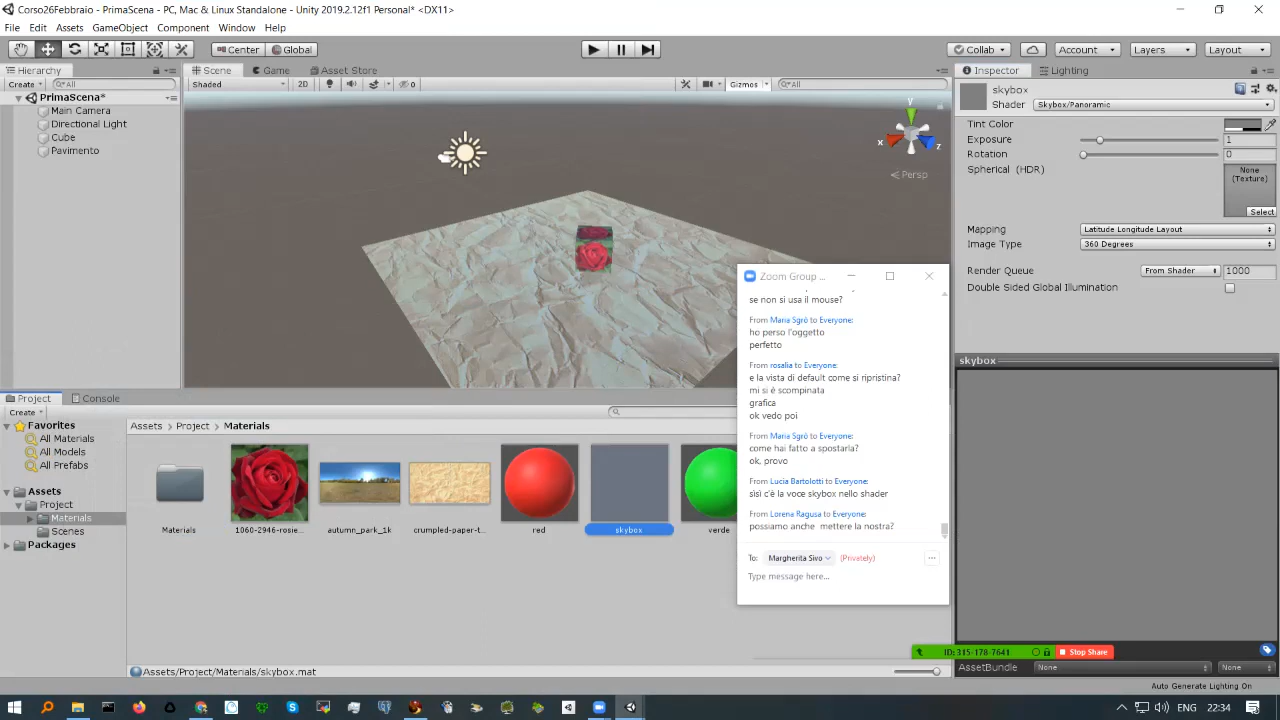 Corso26Febbraio - PrimaScena - PC, Mac & Linux Standalone - Unity 2019.2.12f1 Personal* <DX11>
File Edit Assets GameObject Component Window Help
Center Global Collab Account Layers Layout
Hierarchy
Create All
PrimaScena*
Main Camera
Directional Light
Cube
Pavimento
Scene Game Asset Store
Shaded 2D 0 Gizmos All
y
x
z
Persp
Inspector Lighting
skybox
Shader Skybox/Panoramic
Tint Color
Exposure 1
Rotation 0
Spherical (HDR) None
(Texture)
Select
Mapping Latitude Longitude Layout
Image Type 360 Degrees
Render Queue From Shader 1000
Double Sided Global Illumination
skybox
Zoom Group ...
se non si usa il mouse?
From Maria Sgrò to Everyone:
ho perso l'oggetto
perfetto
From rosalia to Everyone:
e la vista di default come si ripristina?
mi si è scompinata
grafica
ok vedo poi
From Maria Sgrò to Everyone:
come hai fatto a spostarla?
ok, provo
From Lucia Bartolotti to Everyone:
sìsì c'è la voce skybox nello shader
From Lorena Ragusa to Everyone:
possiamo anche mettere la nostra?
To: Margherita Sivo (Privately)
Type message here...
Project Console
Create
Favorites
All Materials
All Models
All Prefabs
Assets
Project
Materials
Scenes
Packages
Assets Project Materials
Materials
1060-2946-rosie...
autumn_park_1k
crumpled-paper-t...
red
skybox
verde
Assets/Project/Materials/skybox.mat
ID: 315-178-7641 Stop Share
AssetBundle None None
Auto Generate Lighting On
ENG 22:34